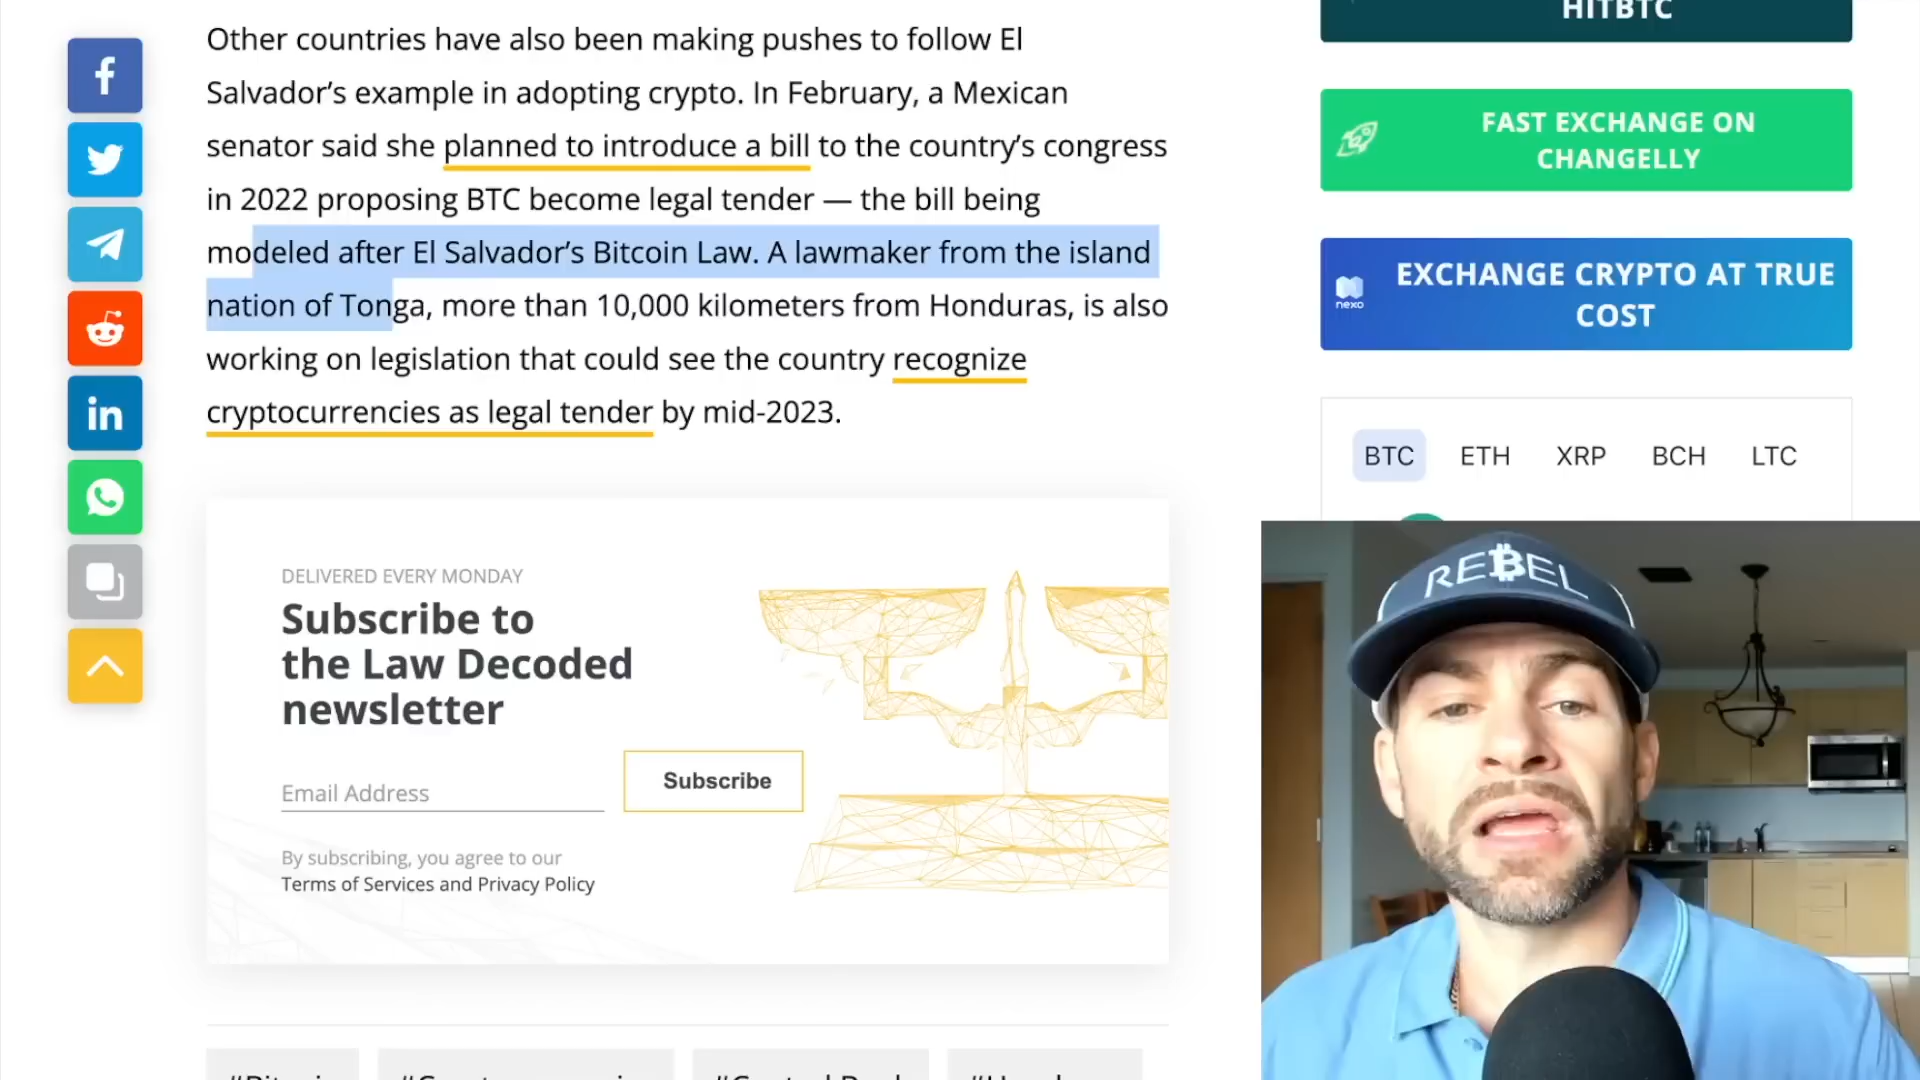 Other countries have also been making pushes to follow El
Salvador’s example in adopting crypto. In February, a Mexican
senator said she planned to introduce a bill to the country’s congress
in 2022 proposing BTC become legal tender — the bill being
modeled after El Salvador’s Bitcoin Law. A lawmaker from the island
nation of Tonga, more than 10,000 kilometers from Honduras, is also
working on legislation that could see the country recognize
cryptocurrencies as legal tender by mid-2023.
DELIVERED EVERY MONDAY
Subscribe to
the Law Decoded
newsletter
Email Address
Subscribe
By subscribing, you agree to our
Terms of Services and Privacy Policy
HITBTC
FAST EXCHANGE ON
CHANGELLY
nexo
EXCHANGE CRYPTO AT TRUE
COST
BTC ETH XRP BCH LTC
REBEL